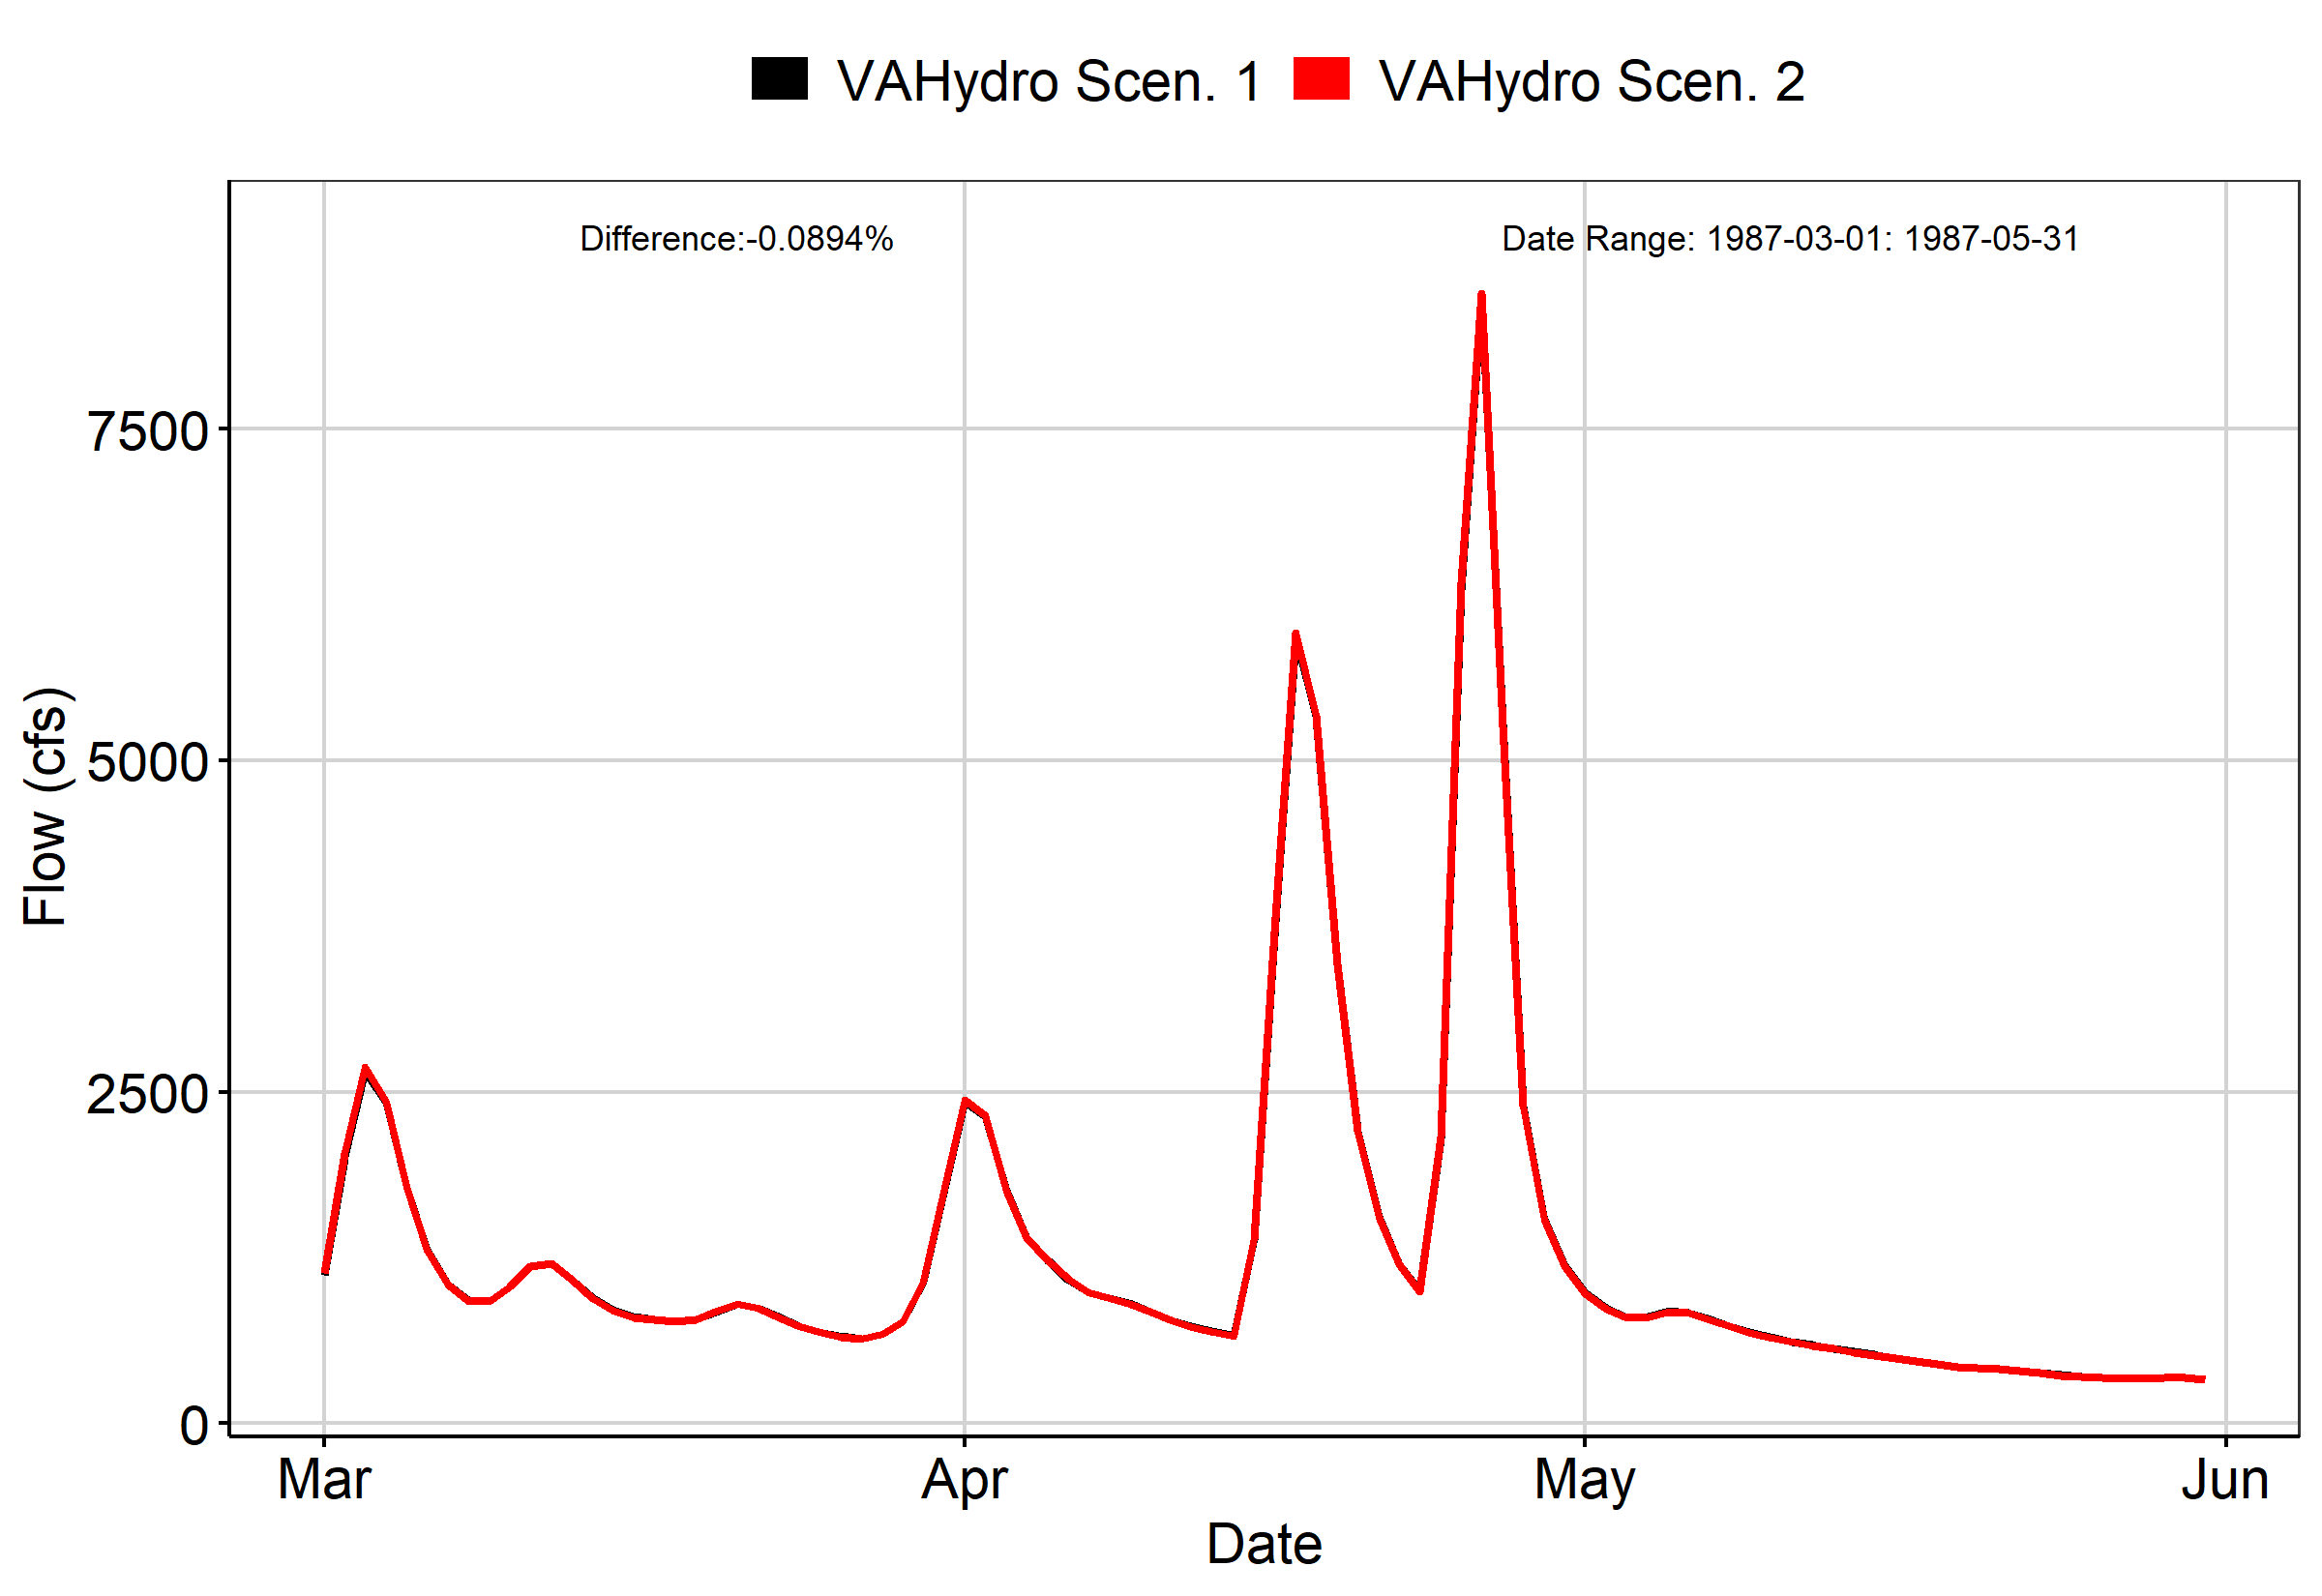 VAHydro Scen. 1 VAHydro Scen. 2
Difference:-0.0894% Date Range: 1987-03-01: 1987-05-31
7500
5000
2500
0
Flow (cfs)
Mar Apr May Jun
Date